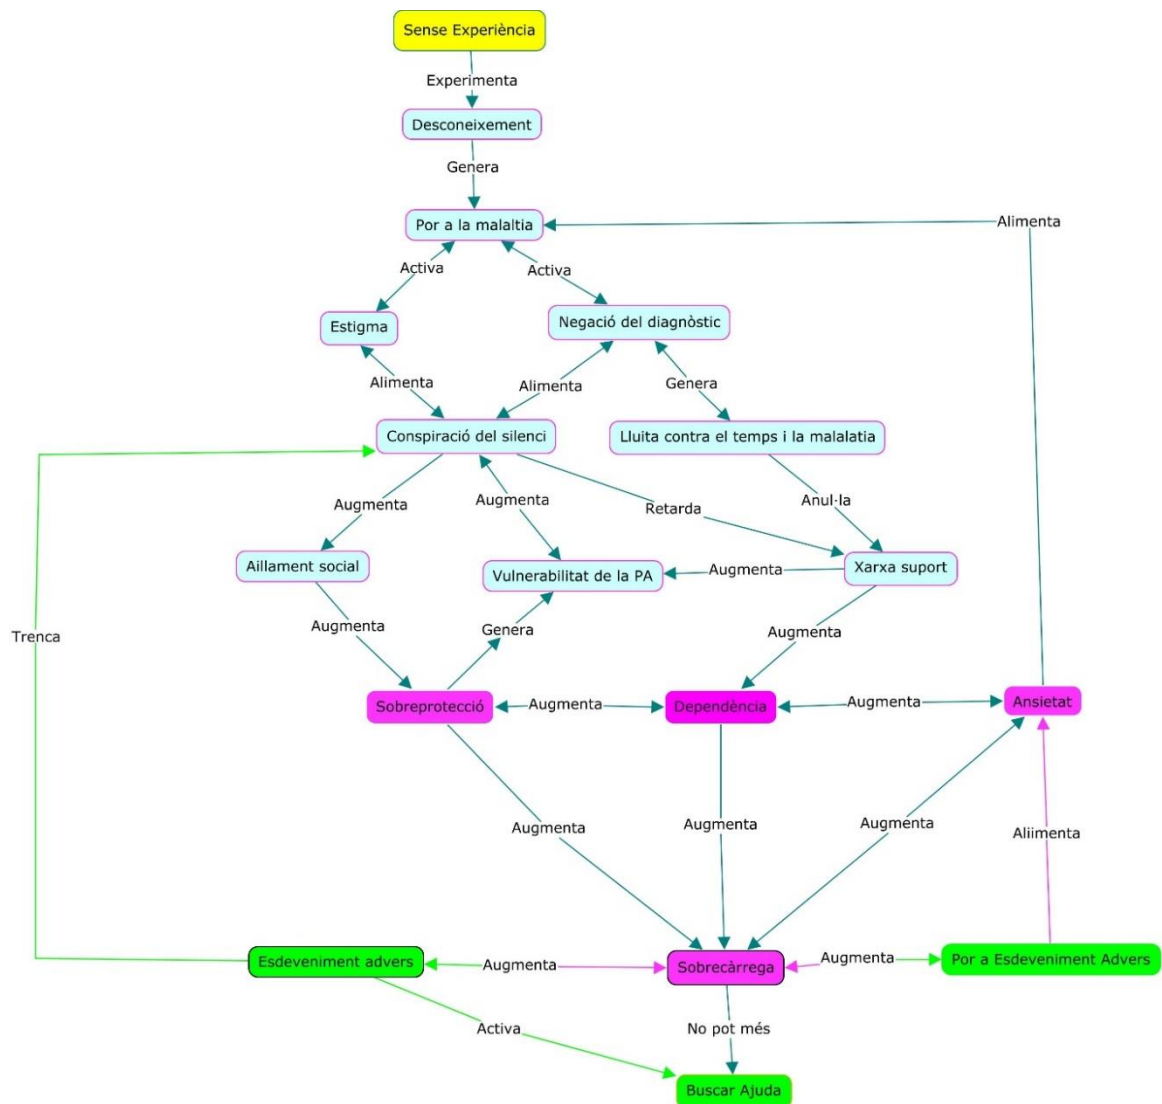 Sense Experiència
Experimenta
Desconeixement
Genera
Por a la malaltia
Alimenta
Activa
Activa
Estigma
Negació del diagnòstic
Alimenta
Alimenta
Genera
Conspiració del silenci
Lluita contra el temps i la malalatia
Augmenta
Augmenta
Retarda
Anul·la
Aillament social
Vulnerabilitat de la PA
Augmenta
Xarxa suport
Trenca
Augmenta
Genera
Augmenta
Sobreprotecció
Augmenta
Dependència
Augmenta
Ansietat
Augmenta
Augmenta
Augmenta
Aliimenta
Esdeveniment advers
Augmenta
Sobrecàrrega
Augmenta
Por a Esdeveniment Advers
Activa
No pot més
Buscar Ajuda